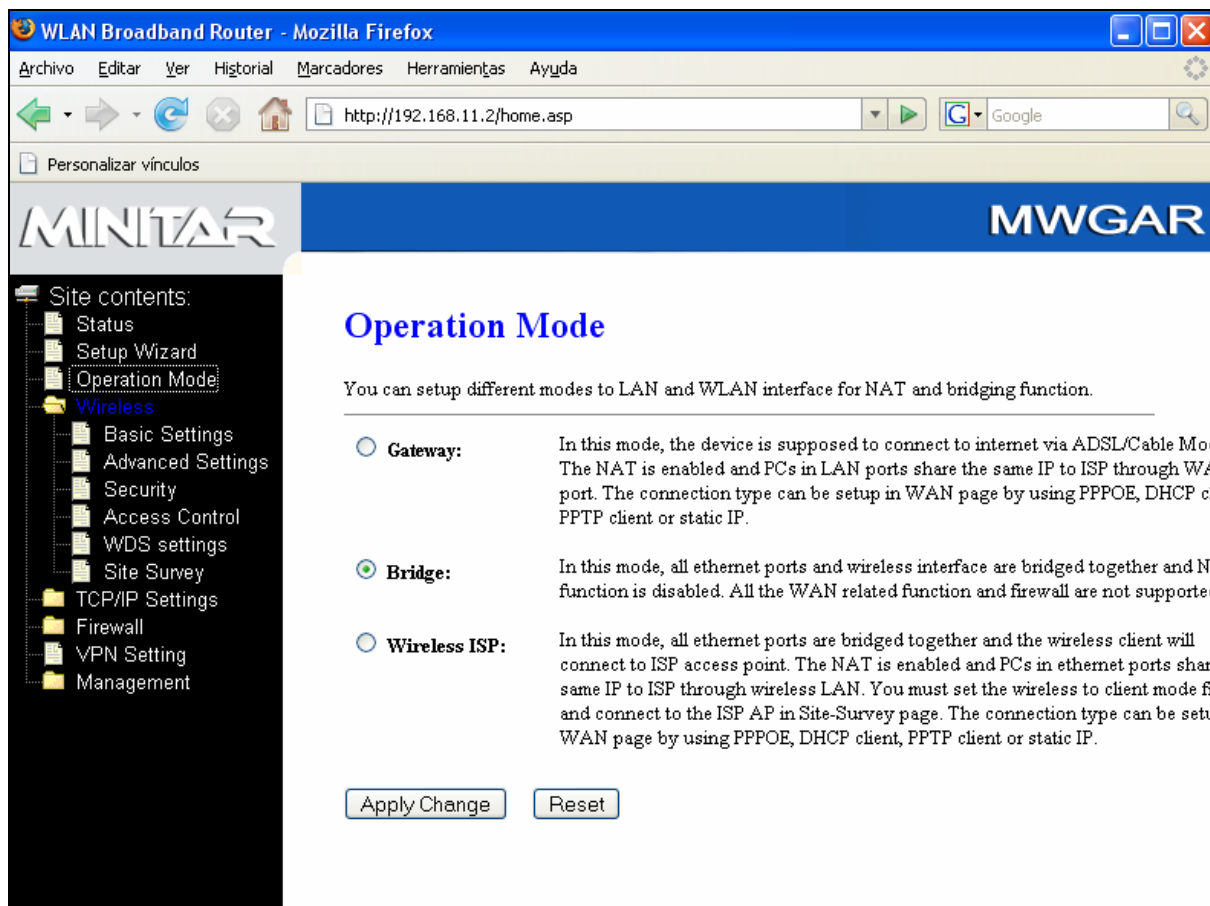 WLAN Broadband Router - Mozilla Firefox
Archivo Editar Ver Historial Marcadores Herramientas Ayuda
http://192.168.11.2/home.asp
G Google
Personalizar vínculos
MINITAR
MWGAR
Site contents:
Status
Setup Wizard
Operation Mode
Wireless
Basic Settings
Advanced Settings
Security
Access Control
WDS settings
Site Survey
TCP/IP Settings
Firewall
VPN Setting
Management
Operation Mode
You can setup different modes to LAN and WLAN interface for NAT and bridging function.
Gateway:
In this mode, the device is supposed to connect to internet via ADSL/Cable Mo
The NAT is enabled and PCs in LAN ports share the same IP to ISP through WA
port. The connection type can be setup in WAN page by using PPPOE, DHCP c
PPTP client or static IP.
Bridge:
In this mode, all ethernet ports and wireless interface are bridged together and N
function is disabled. All the WAN related function and firewall are not supporte
Wireless ISP:
In this mode, all ethernet ports are bridged together and the wireless client will
connect to ISP access point. The NAT is enabled and PCs in ethernet ports shar
same IP to ISP through wireless LAN. You must set the wireless to client mode fi
and connect to the ISP AP in Site-Survey page. The connection type can be setu
WAN page by using PPPOE, DHCP client, PPTP client or static IP.
Apply Change Reset